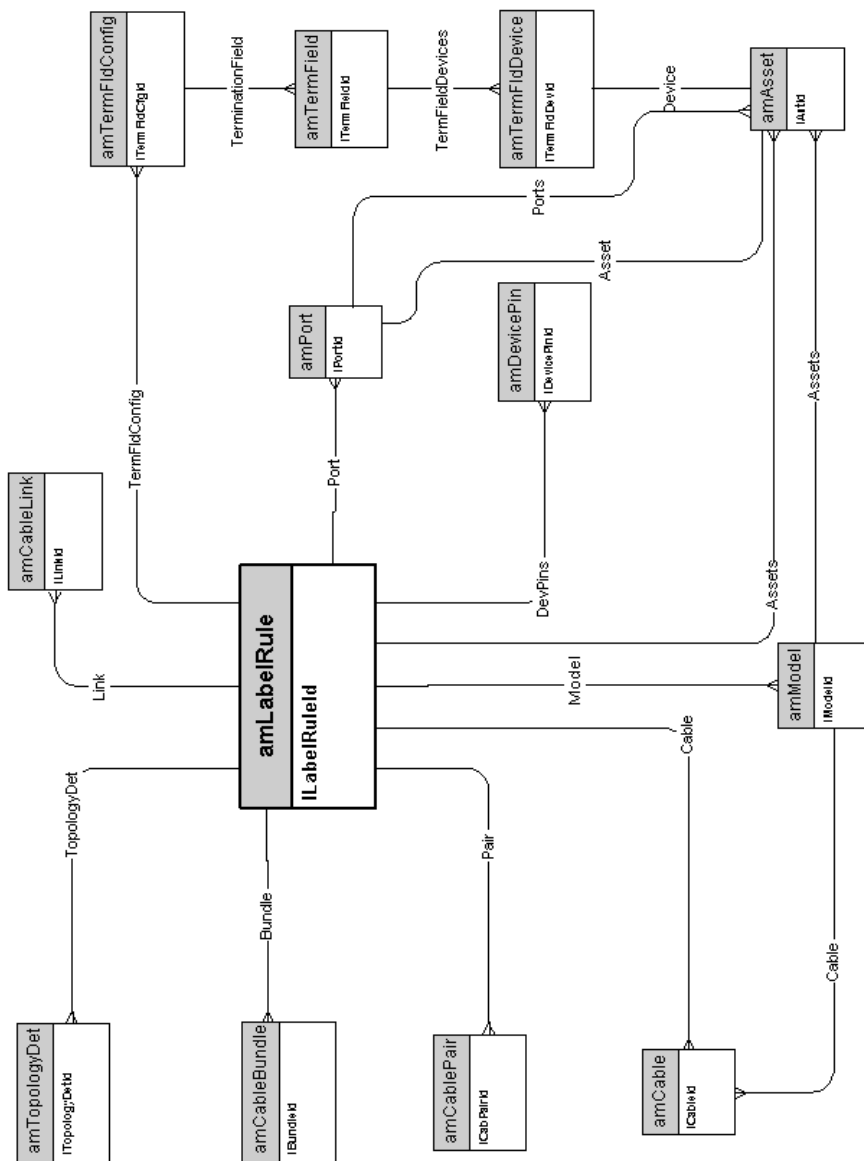 amTopologyDet
lTopologyDetId
amCableLink
lLinkId
TopologyDet
Link
amTermFldConfig
lTermFldCfgId
TermFldConfig
TerminationField
amCableBundle
lBundleId
Bundle
amLabelRule
lLabelRuleId
amTermField
lTermFieldId
amPort
lPortId
Port
TermFieldDevices
amCablePair
lCabPairId
Pair
amTermFldDevice
lTermFldDevId
amDevicePin
lDevicePinId
DevPins
Ports
Asset
Device
amCable
lCableId
Cable
Model
Assets
amModel
lModelId
amAsset
lAstId
Cable
Assets